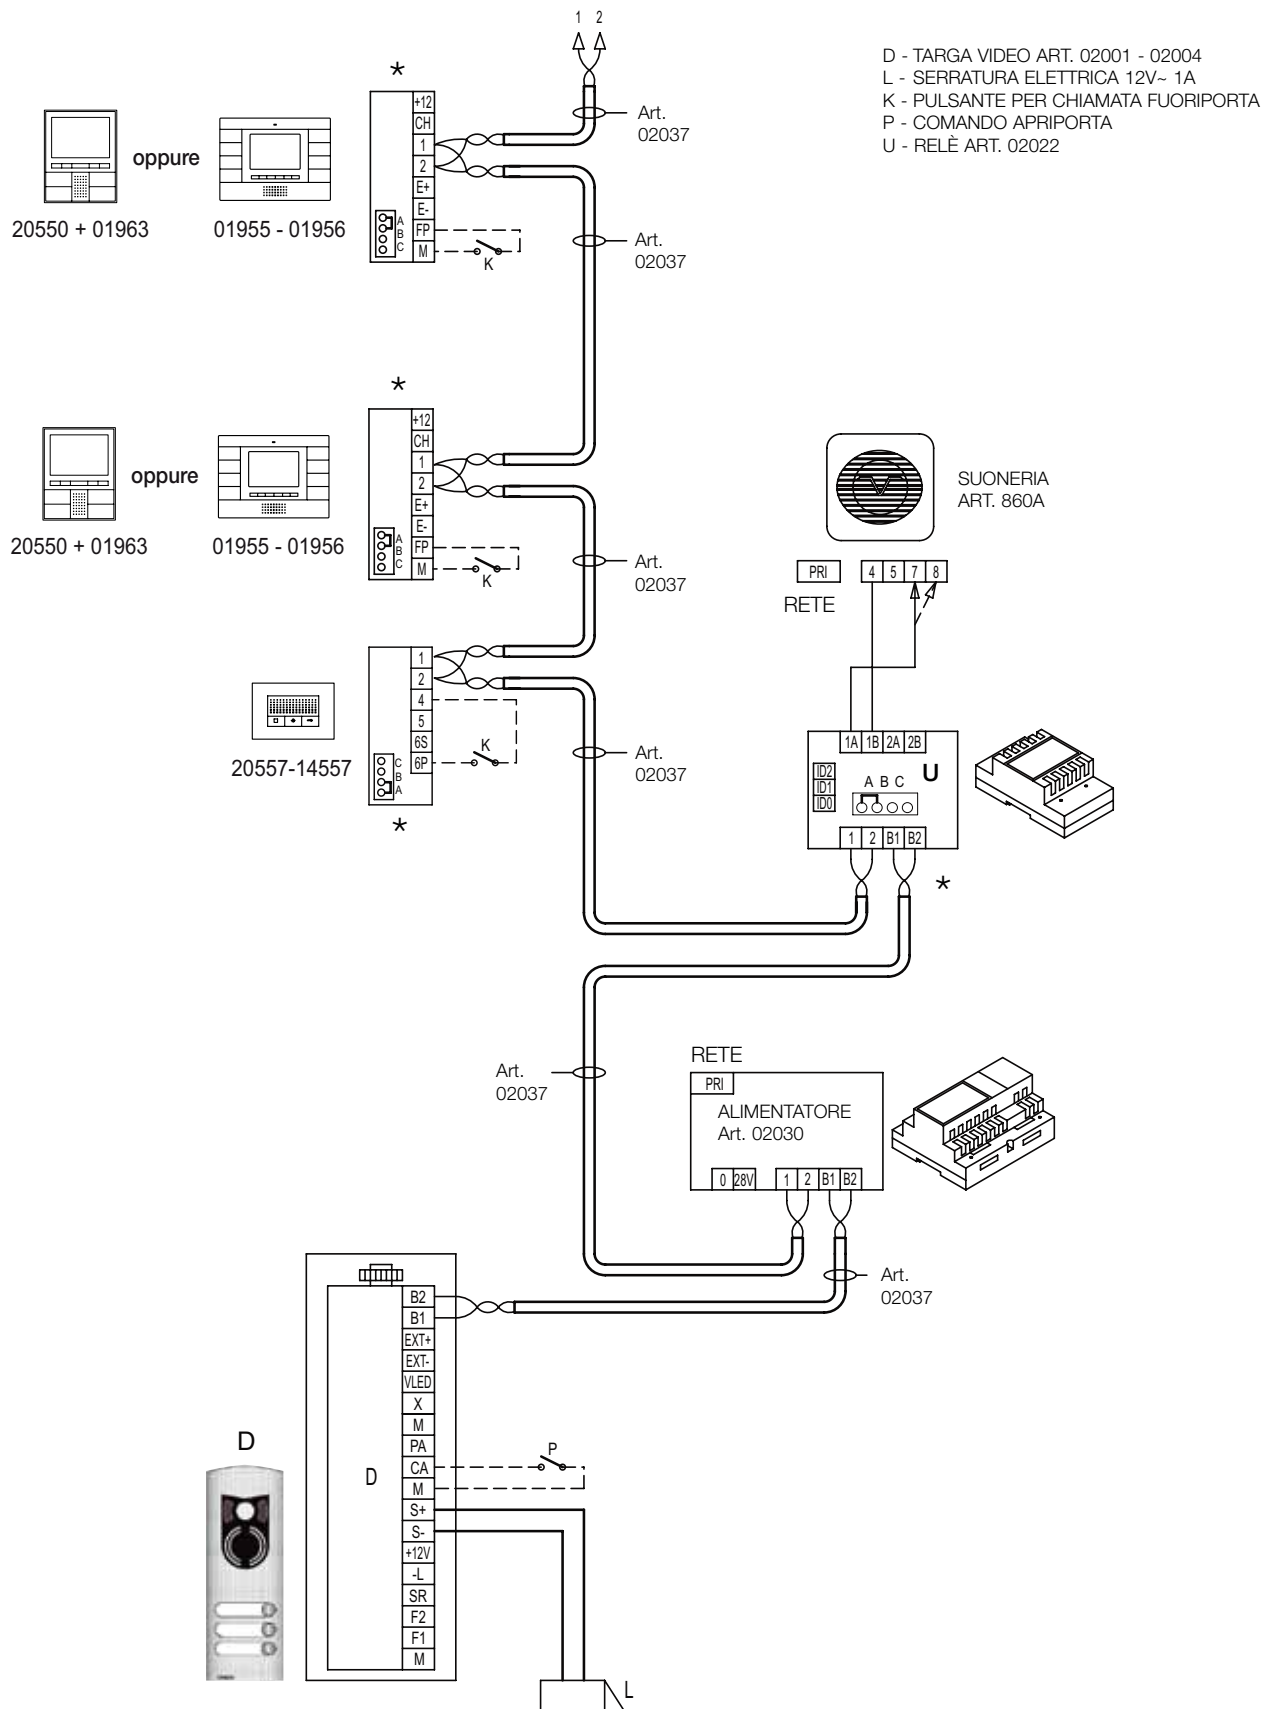 1 2
D - TARGA VIDEO ART. 02001 - 02004
L - SERRATURA ELETTRICA 12V~ 1A
K - PULSANTE PER CHIAMATA FUORIPORTA
P - COMANDO APRIPORTA
U - RELÈ ART. 02022
*
+12
CH
1
2
E+
E-
FP
M
A
B
C
K
oppure
20550 + 01963
01955 - 01956
Art.
02037
Art.
02037
*
+12
CH
1
2
E+
E-
FP
M
A
B
C
K
oppure
20550 + 01963
01955 - 01956
Art.
02037
SUONERIA
ART. 860A
PRI
4 5 7 8
RETE
1
2
4
5
6S
6P
C
B
A
K
20557-14557
*
Art.
02037
1A 1B 2A 2B
U
ID2
ID1
ID0
A B C
1 2 B1 B2
*
Art.
02037
RETE
PRI
ALIMENTATORE
Art. 02030
0 28V 1 2 B1 B2
Art.
02037
B2
B1
EXT+
EXT-
VLED
X
M
PA
CA
M
S+
S-
+12V
-L
SR
F2
F1
M
D
D
P
L